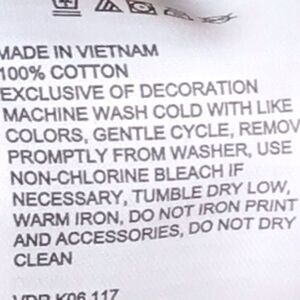 MADE IN VIETNAM
100% COTTON
EXCLUSIVE OF DECORATION
MACHINE WASH COLD WITH LIKE
COLORS, GENTLE CYCLE, REMOV
PROMPTLY FROM WASHER, USE
NON-CHLORINE BLEACH IF
NECESSARY, TUMBLE DRY LOW,
WARM IRON, DO NOT IRON PRINT
AND ACCESSORIES, DO NOT DRY
CLEAN